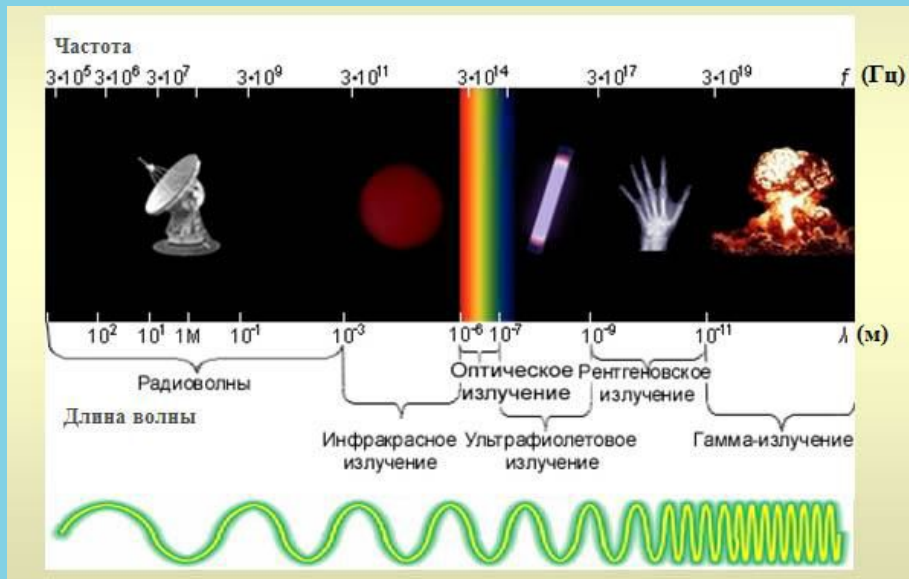 Частота
3·10⁵ 3·10⁶ 3·10⁷ 3·10⁹ 3·10¹¹ 3·10¹⁴ 3·10¹⁷ 3·10¹⁹ f (Гц)
10² 10¹ 1М 10⁻¹ 10⁻³ 10⁻⁶ 10⁻⁷ 10⁻⁹ 10⁻¹¹ λ (м)
Радиоволны
Оптическое
излучение
Рентгеновское
излучение
Длина волны
Инфракрасное
излучение
Ультрафиолетовое
излучение
Гамма-излучение